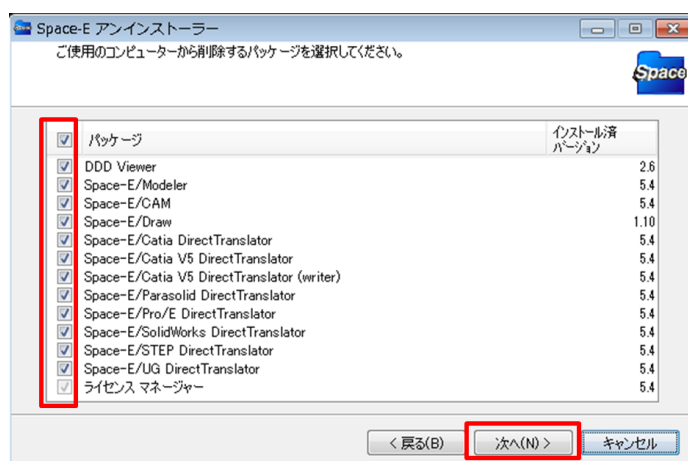 Space-E アンインストーラー
ご使用のコンピューターから削除するパッケージを選択してください。
Space
パッケージ インストール済
バージョン
DDD Viewer 2.6
Space-E/Modeler 5.4
Space-E/CAM 5.4
Space-E/Draw 1.10
Space-E/Catia DirectTranslator 5.4
Space-E/Catia V5 DirectTranslator 5.4
Space-E/Catia V5 DirectTranslator (writer) 5.4
Space-E/Parasolid DirectTranslator 5.4
Space-E/Pro/E DirectTranslator 5.4
Space-E/SolidWorks DirectTranslator 5.4
Space-E/STEP DirectTranslator 5.4
Space-E/UG DirectTranslator 5.4
ライセンス マネージャー 5.4
< 戻る(B) 次へ(N) > キャンセル